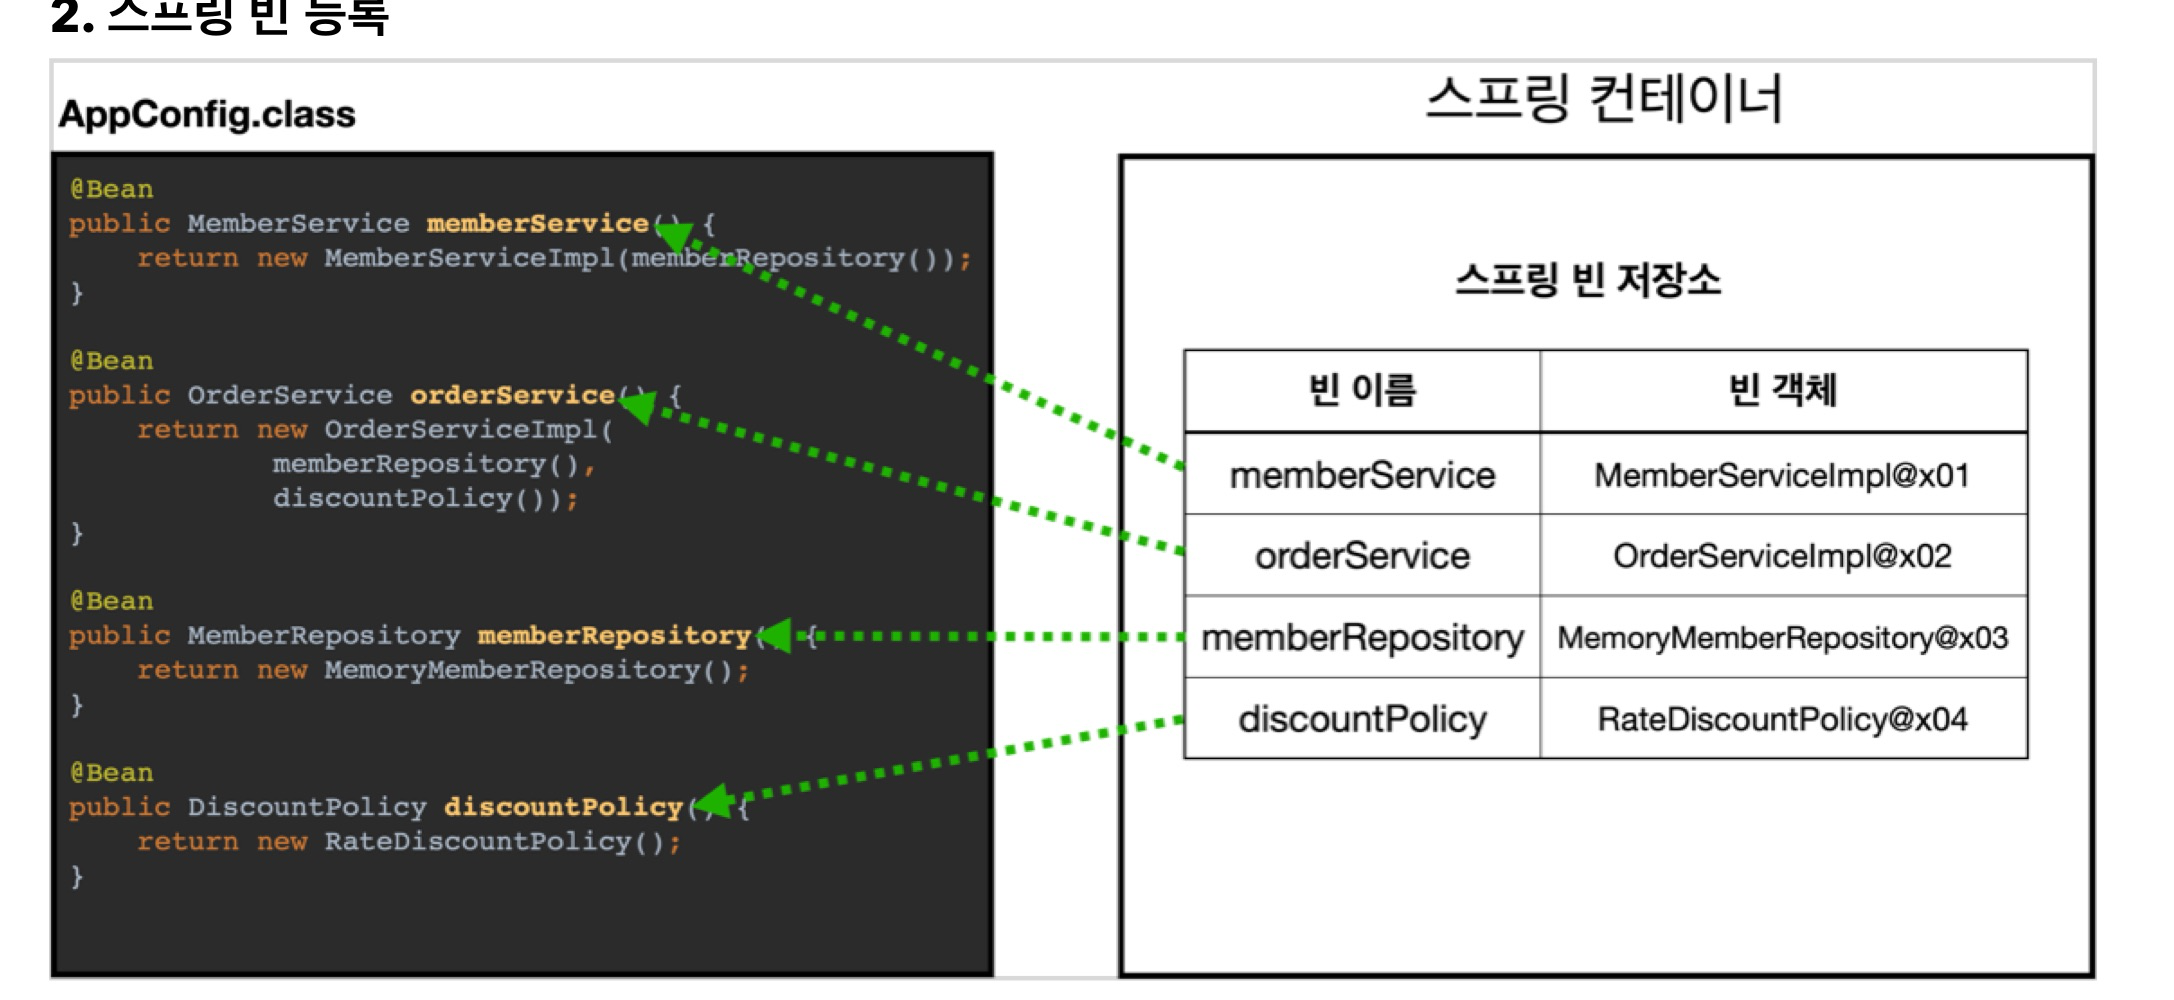 2. 스프링 빈 등록
AppConfig.class
@Bean
public MemberService memberService() {
    return new MemberServiceImpl(memberRepository());
}
@Bean
public OrderService orderService() {
    return new OrderServiceImpl(
            memberRepository(),
            discountPolicy());
}
@Bean
public MemberRepository memberRepository() {
    return new MemoryMemberRepository();
}
@Bean
public DiscountPolicy discountPolicy() {
    return new RateDiscountPolicy();
}
스프링 컨테이너
스프링 빈 저장소
빈 이름 빈 객체
memberService MemberServiceImpl@x01
orderService OrderServiceImpl@x02
memberRepository MemoryMemberRepository@x03
discountPolicy RateDiscountPolicy@x04